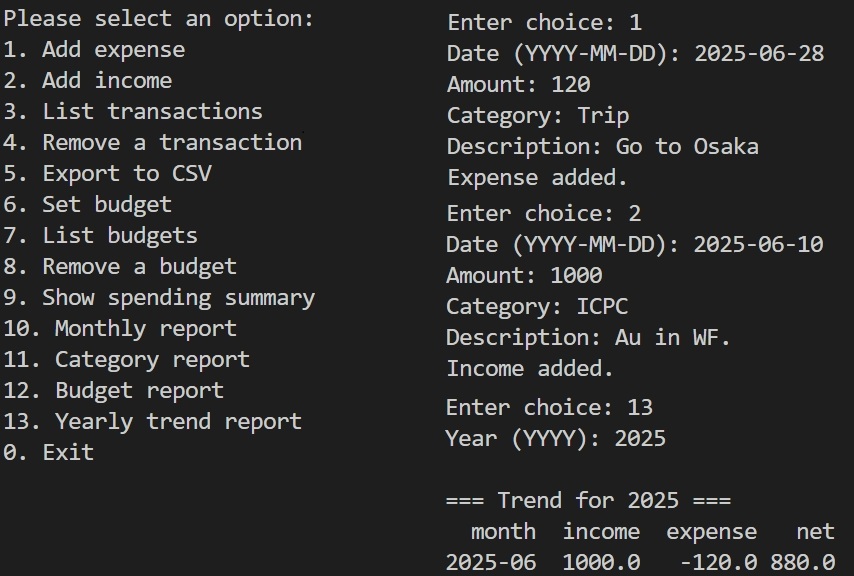 Please select an option:
1. Add expense
2. Add income
3. List transactions
4. Remove a transaction
5. Export to CSV
6. Set budget
7. List budgets
8. Remove a budget
9. Show spending summary
10. Monthly report
11. Category report
12. Budget report
13. Yearly trend report
0. Exit
Enter choice: 1
Date (YYYY-MM-DD): 2025-06-28
Amount: 120
Category: Trip
Description: Go to Osaka
Expense added.
Enter choice: 2
Date (YYYY-MM-DD): 2025-06-10
Amount: 1000
Category: ICPC
Description: Au in WF.
Income added.
Enter choice: 13
Year (YYYY): 2025
=== Trend for 2025 ===
month income expense net
2025-06 1000.0 -120.0 880.0